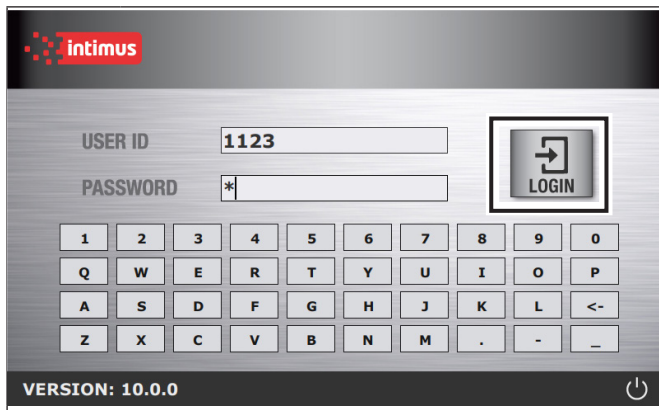 intimus
USER ID 1123
PASSWORD *
LOGIN
1 2 3 4 5 6 7 8 9 0
Q W E R T Y U I O P
A S D F G H J K L <-
Z X C V B N M . - _
VERSION: 10.0.0